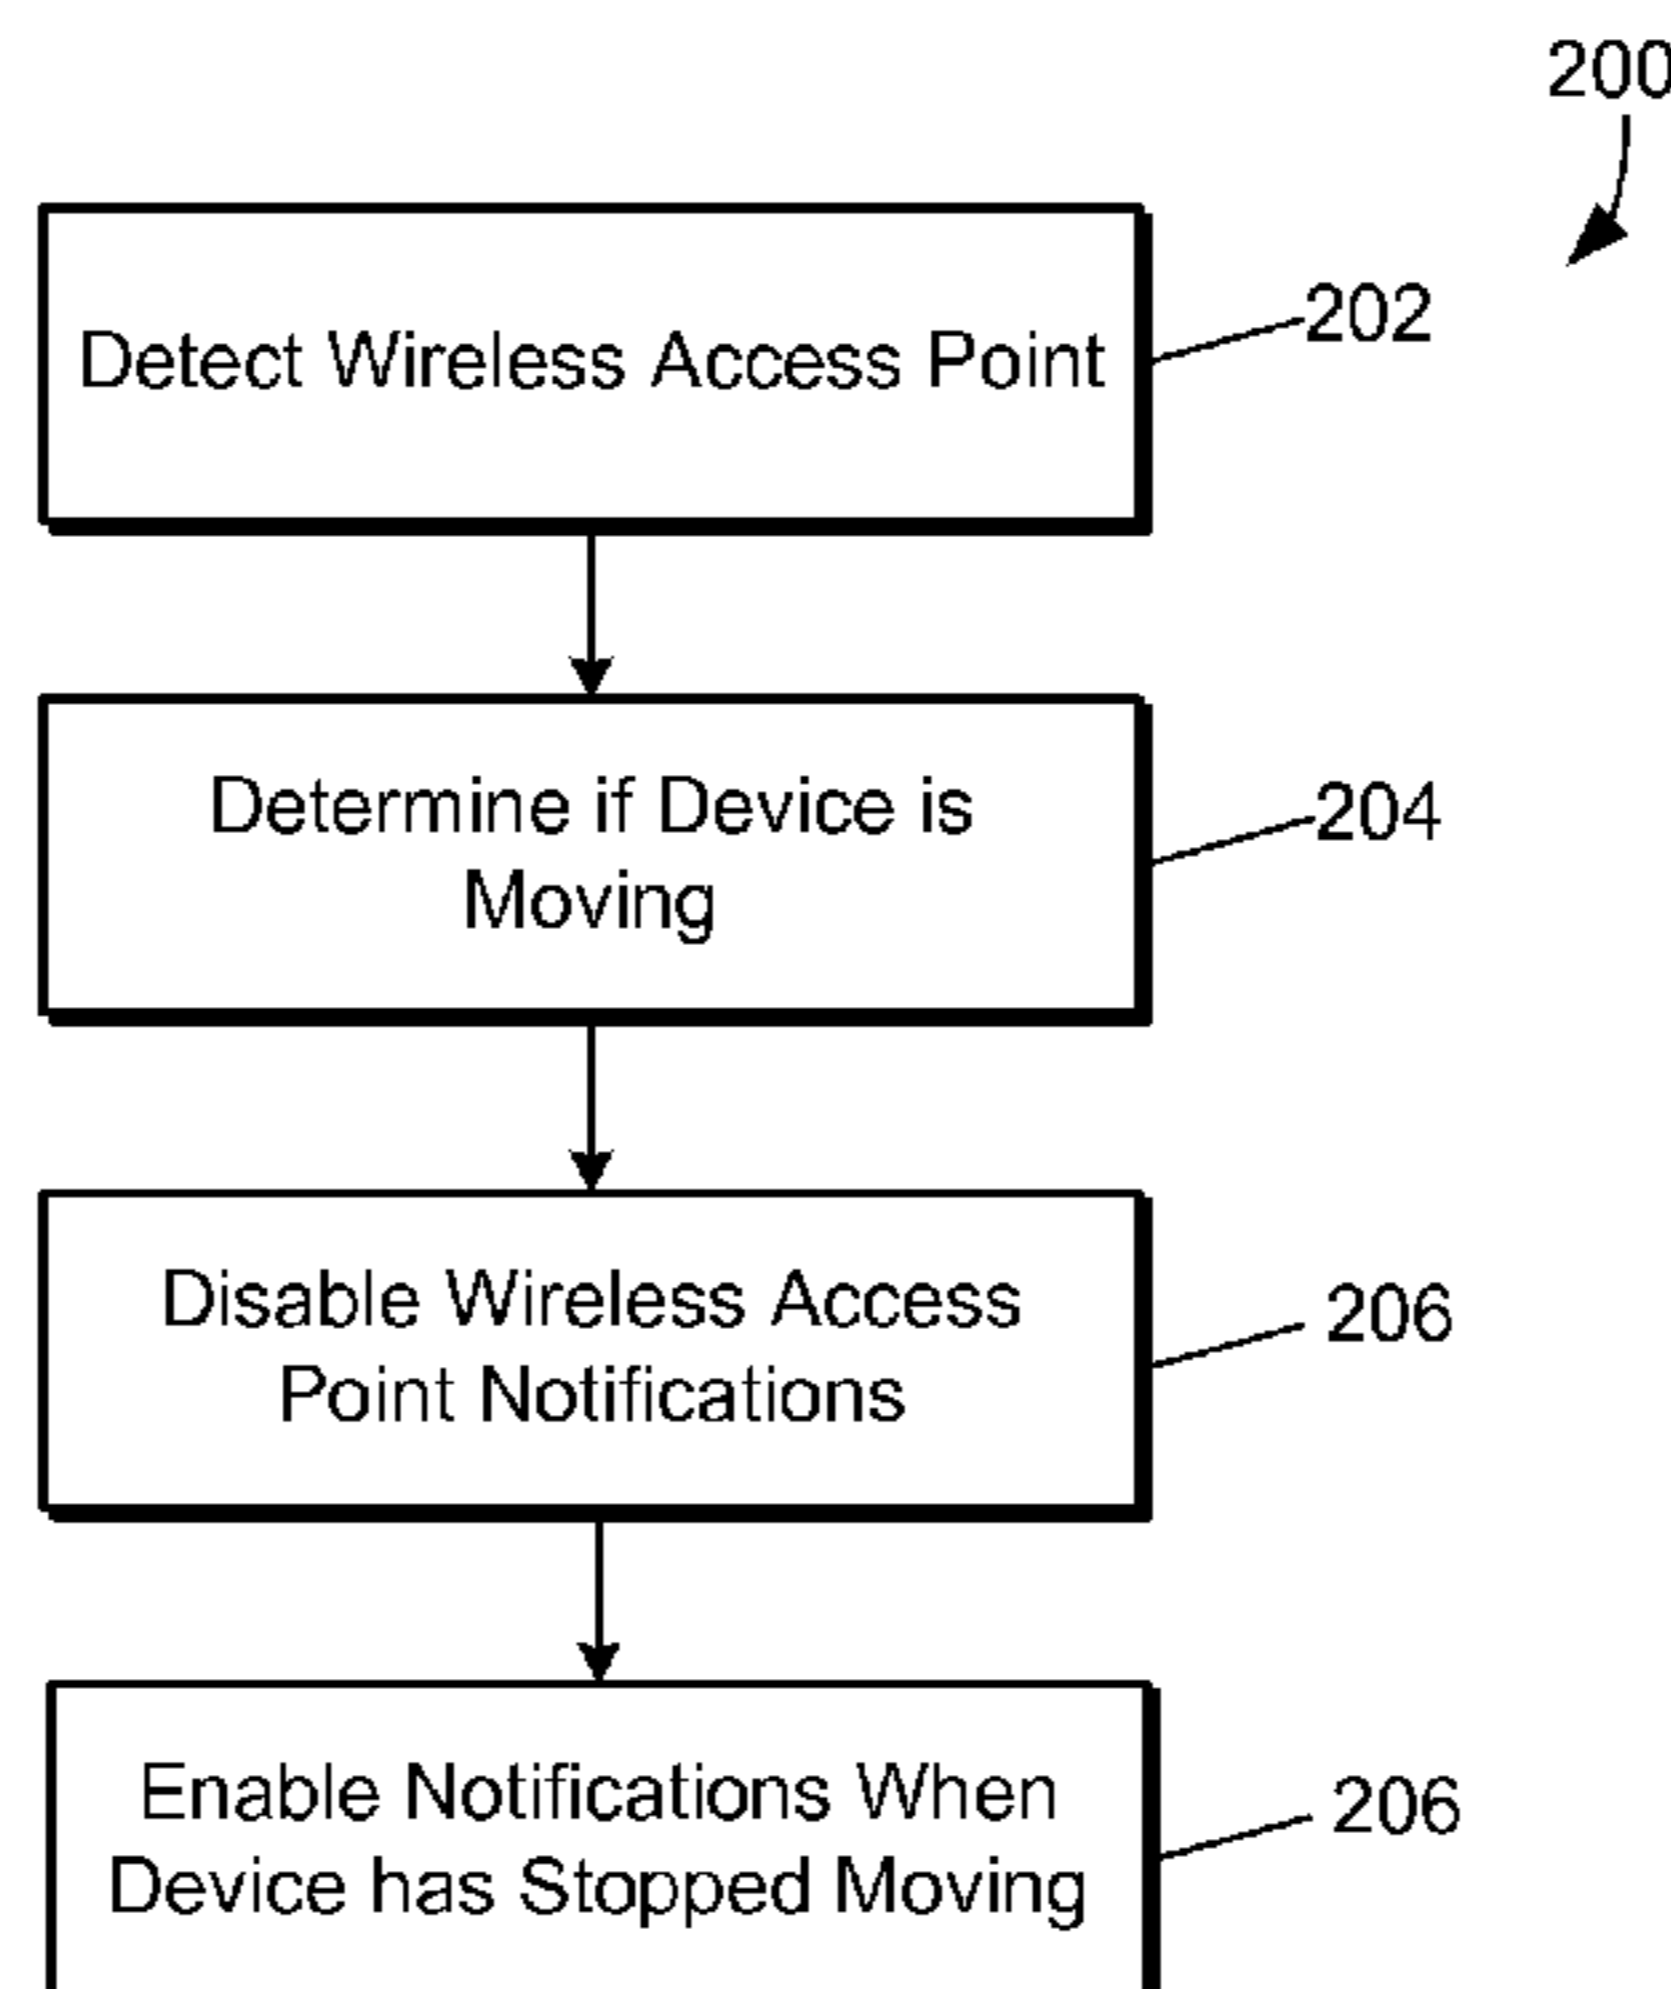 200
Detect Wireless Access Point
202
Determine if Device is
Moving
204
Disable Wireless Access
Point Notifications
206
Enable Notifications When
Device has Stopped Moving
206